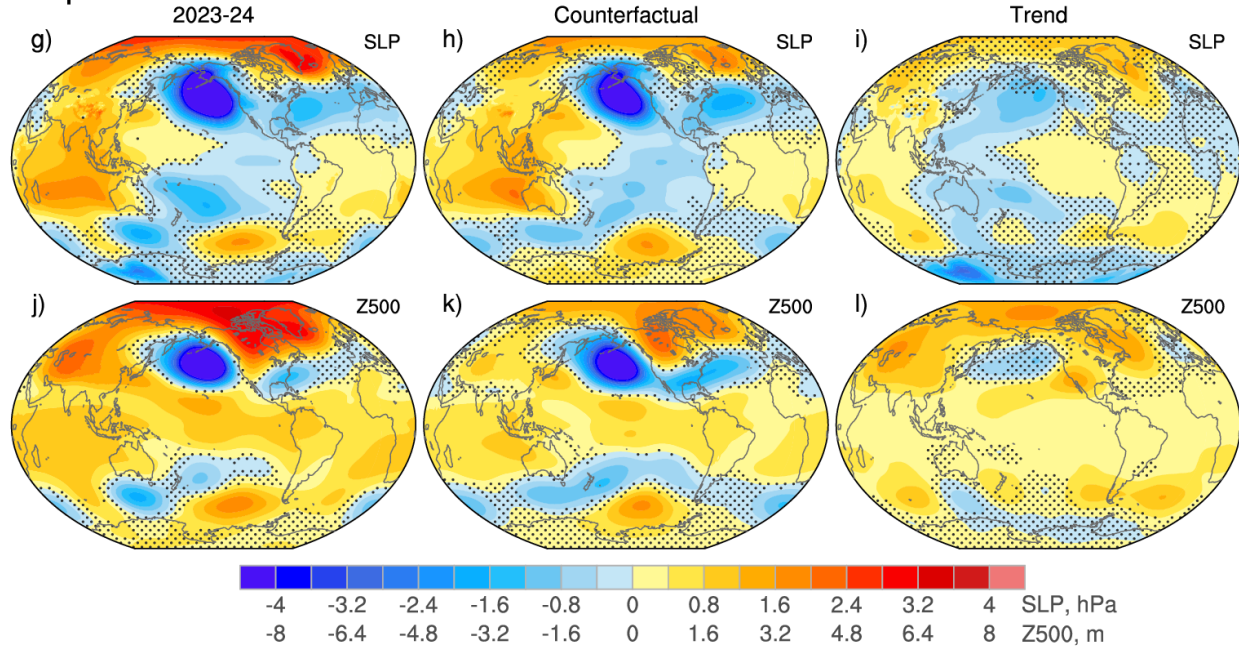 2023-24 Counterfactual Trend
g) SLP h) SLP i) SLP
j) Z500 k) Z500 l) Z500
-4 -3.2 -2.4 -1.6 -0.8 0 0.8 1.6 2.4 3.2 4 SLP, hPa
-8 -6.4 -4.8 -3.2 -1.6 0 1.6 3.2 4.8 6.4 8 Z500, m